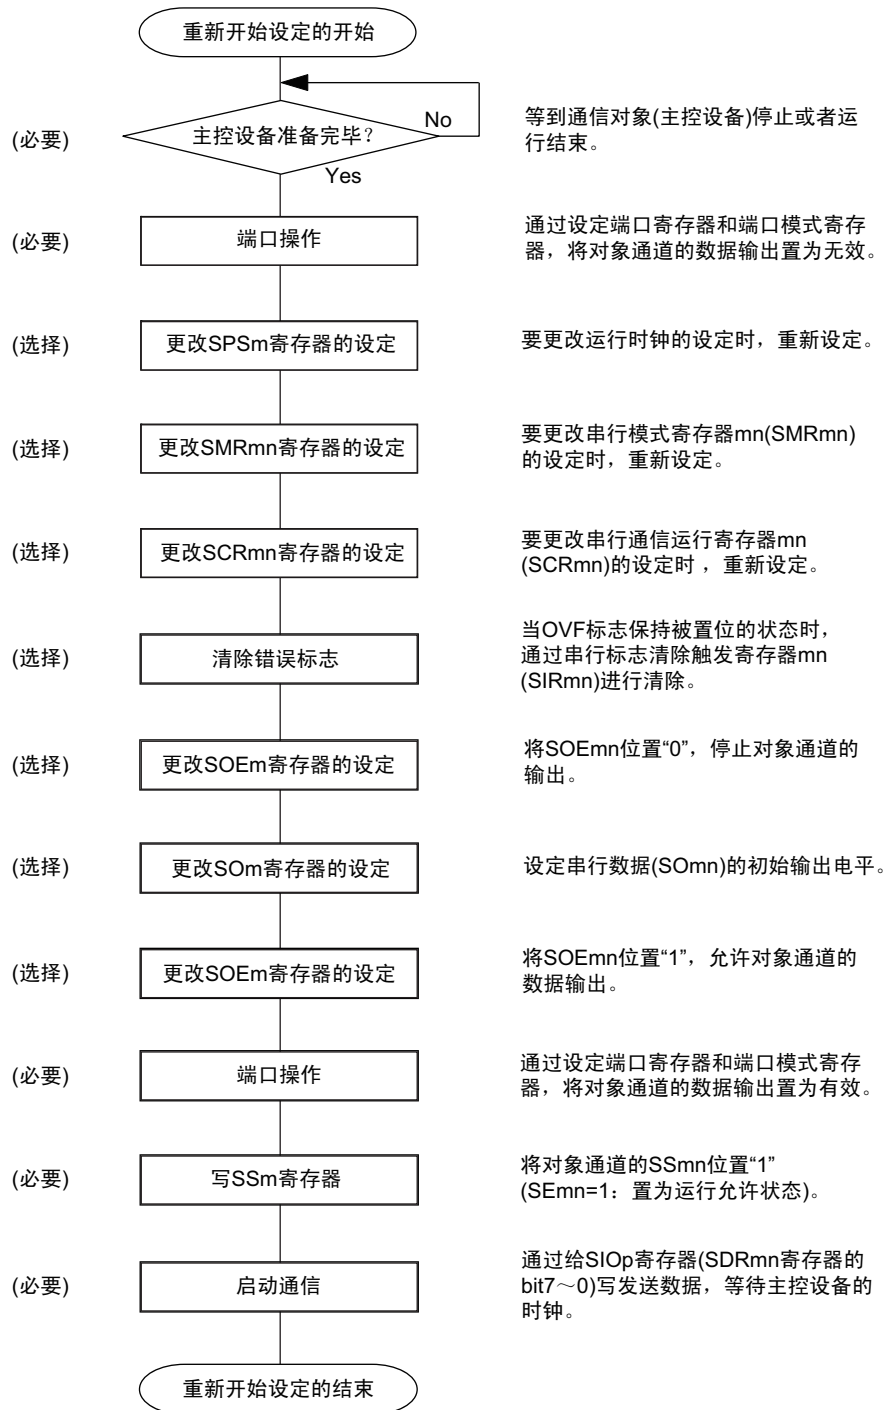 重新开始设定的开始
(必要)
主控设备准备完毕？
No
Yes
等到通信对象(主控设备)停止或者运
行结束。
(必要)
端口操作
通过设定端口寄存器和端口模式寄存
器，将对象通道的数据输出置为无效。
(选择)
更改SPSm寄存器的设定
要更改运行时钟的设定时，重新设定。
(选择)
更改SMRmn寄存器的设定
要更改串行模式寄存器mn(SMRmn)
的设定时，重新设定。
(选择)
更改SCRmn寄存器的设定
要更改串行通信运行寄存器mn
(SCRmn)的设定时 ，重新设定。
(选择)
清除错误标志
当OVF标志保持被置位的状态时，
通过串行标志清除触发寄存器mn
(SIRmn)进行清除。
(选择)
更改SOEm寄存器的设定
将SOEmn位置“0”，停止对象通道的
输出。
(选择)
更改SOm寄存器的设定
设定串行数据(SOmn)的初始输出电平。
(选择)
更改SOEm寄存器的设定
将SOEmn位置“1”，允许对象通道的
数据输出。
(必要)
端口操作
通过设定端口寄存器和端口模式寄存
器，将对象通道的数据输出置为有效。
(必要)
写SSm寄存器
将对象通道的SSmn位置“1”
(SEmn=1：置为运行允许状态)。
(必要)
启动通信
通过给SIOp寄存器(SDRmn寄存器的
bit7～0)写发送数据，等待主控设备的
时钟。
重新开始设定的结束